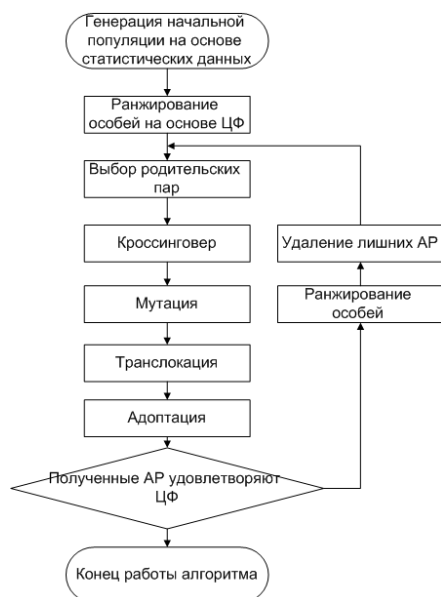 Генерация начальной
популяции на основе
статистических данных
Ранжирование
особей на основе ЦФ
Выбор родительских
пар
Кроссинговер
Мутация
Транслокация
Адоптация
Полученные АР удовлетворяют
ЦФ
Конец работы алгоритма
Удаление лишних АР
Ранжирование
особей